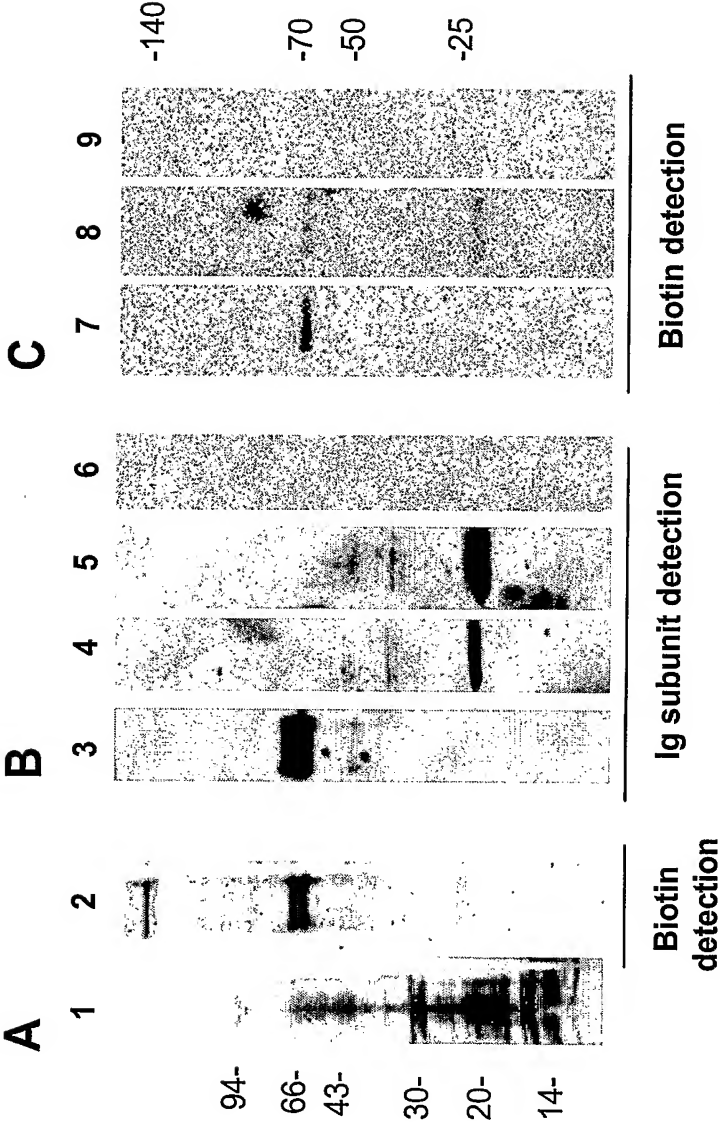 A
B
C
1
2
3
4
5
6
7
8
9
94-
66-
43-
30-
20-
14-
-140
-70
-50
-25
Biotin
detection
Ig subunit detection
Biotin detection